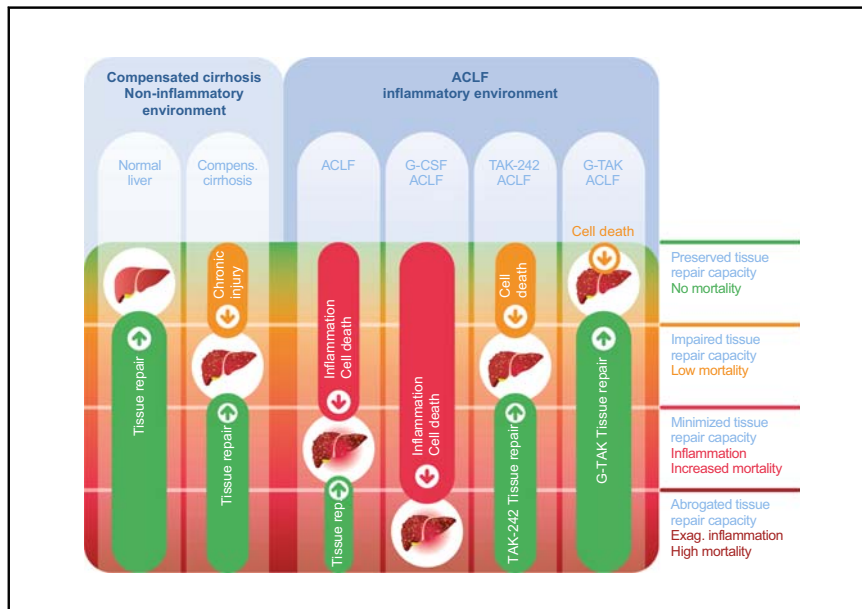 Compensated cirrhosis
Non-inflammatory
environment
ACLF
inflammatory environment
Normal
liver
Compens.
cirrhosis
ACLF
G-CSF
ACLF
TAK-242
ACLF
G-TAK
ACLF
Tissue repair
Chronic
injury
Tissue repair
Inflammation
Cell death
Tissue rep
Inflammation
Cell death
Cell
death
TAK-242 Tissue repair
Cell death
G-TAK Tissue repair
Preserved tissue
repair capacity
No mortality
Impaired tissue
repair capacity
Low mortality
Minimized tissue
repair capacity
Inflammation
Increased mortality
Abrogated tissue
repair capacity
Exag. inflammation
High mortality